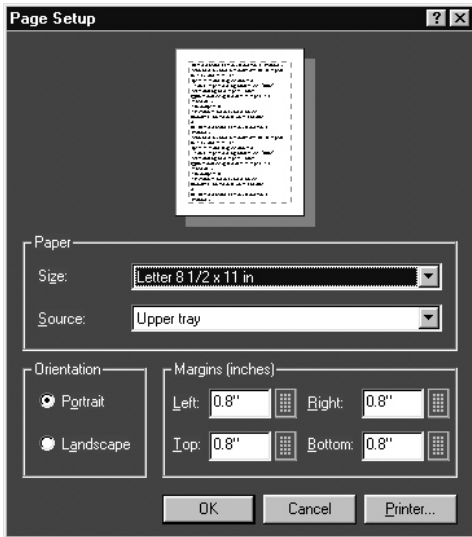 Page Setup
Paper
Size: Letter 8 1/2 x 11 in
Source: Upper tray
Orientation
Portrait
Landscape
Margins (inches)
Left: 0.8" Right: 0.8"
Top: 0.8" Bottom: 0.8"
OK Cancel Printer...